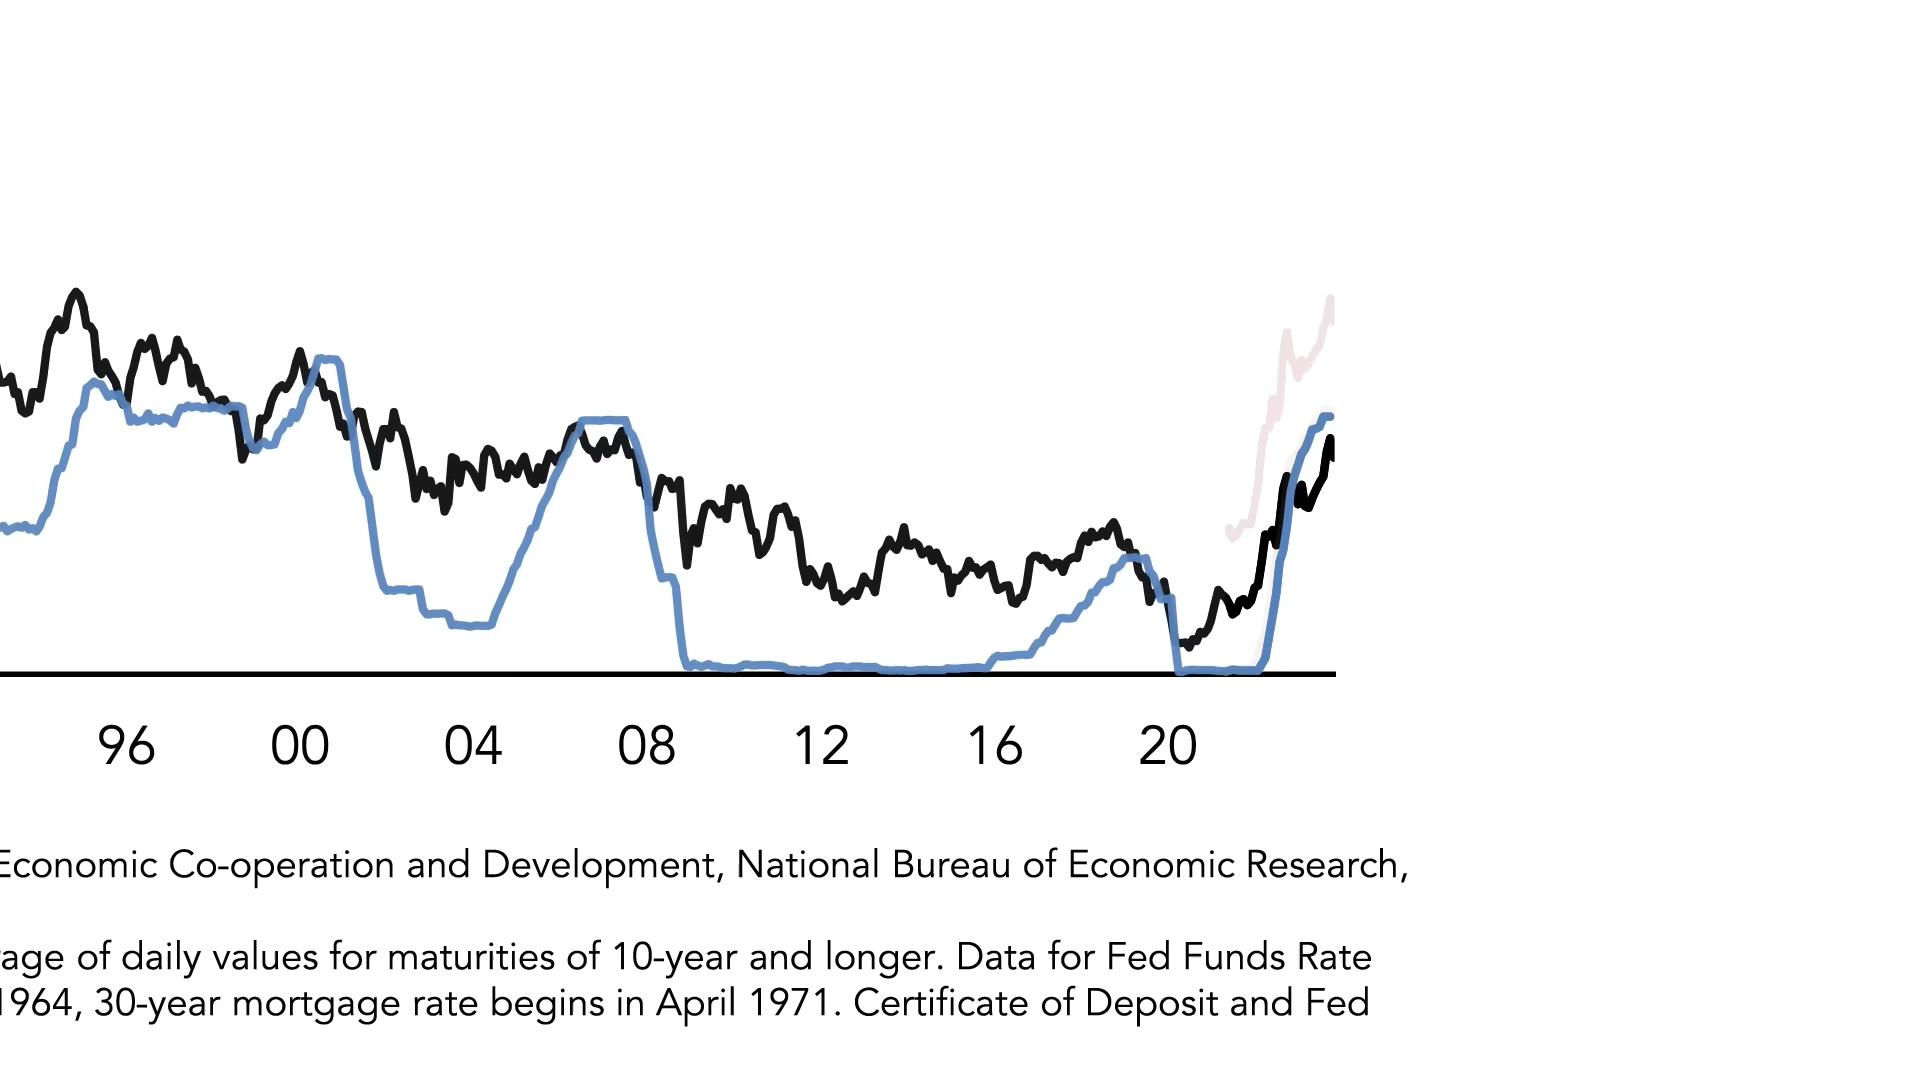 96 00 04 08 12 16 20
Economic Co-operation and Development, National Bureau of Economic Research,
of daily values for maturities of 10-year and longer. Data for Fed Funds Rate
1964, 30-year mortgage rate begins in April 1971. Certificate of Deposit and Fed